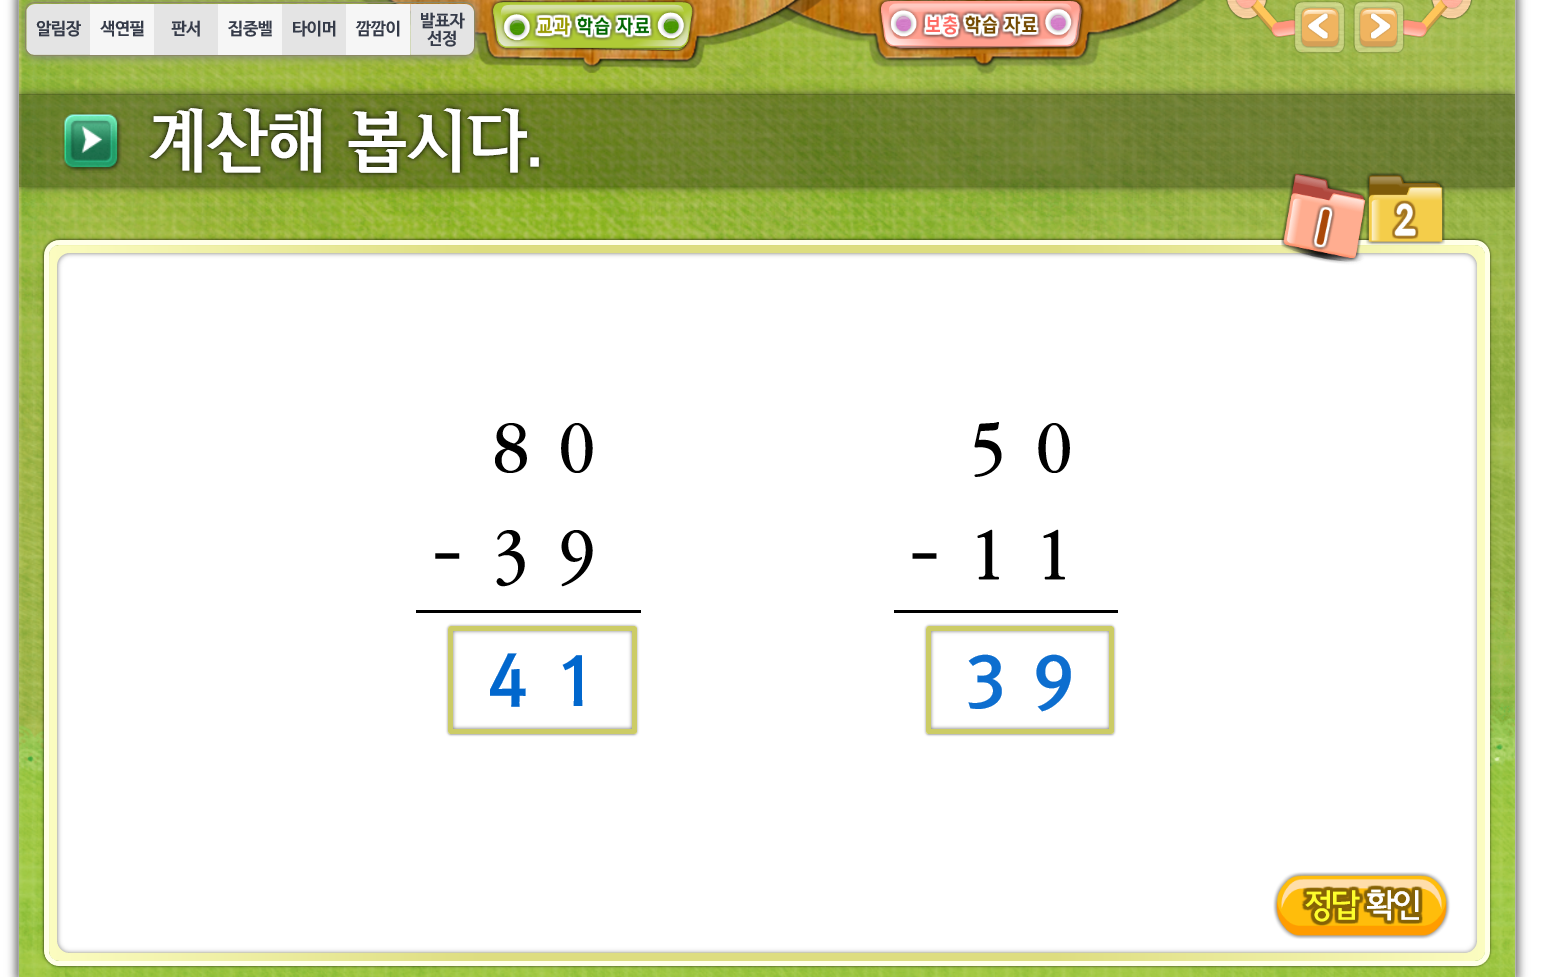 알림장 색연필 판서 집중벨 타이머 깜깜이 발표자 선정
교과 학습 자료
보충 학습 자료
계산해 봅시다.
1 2
8 0
- 3 9
4 1
5 0
- 1 1
3 9
정답 확인